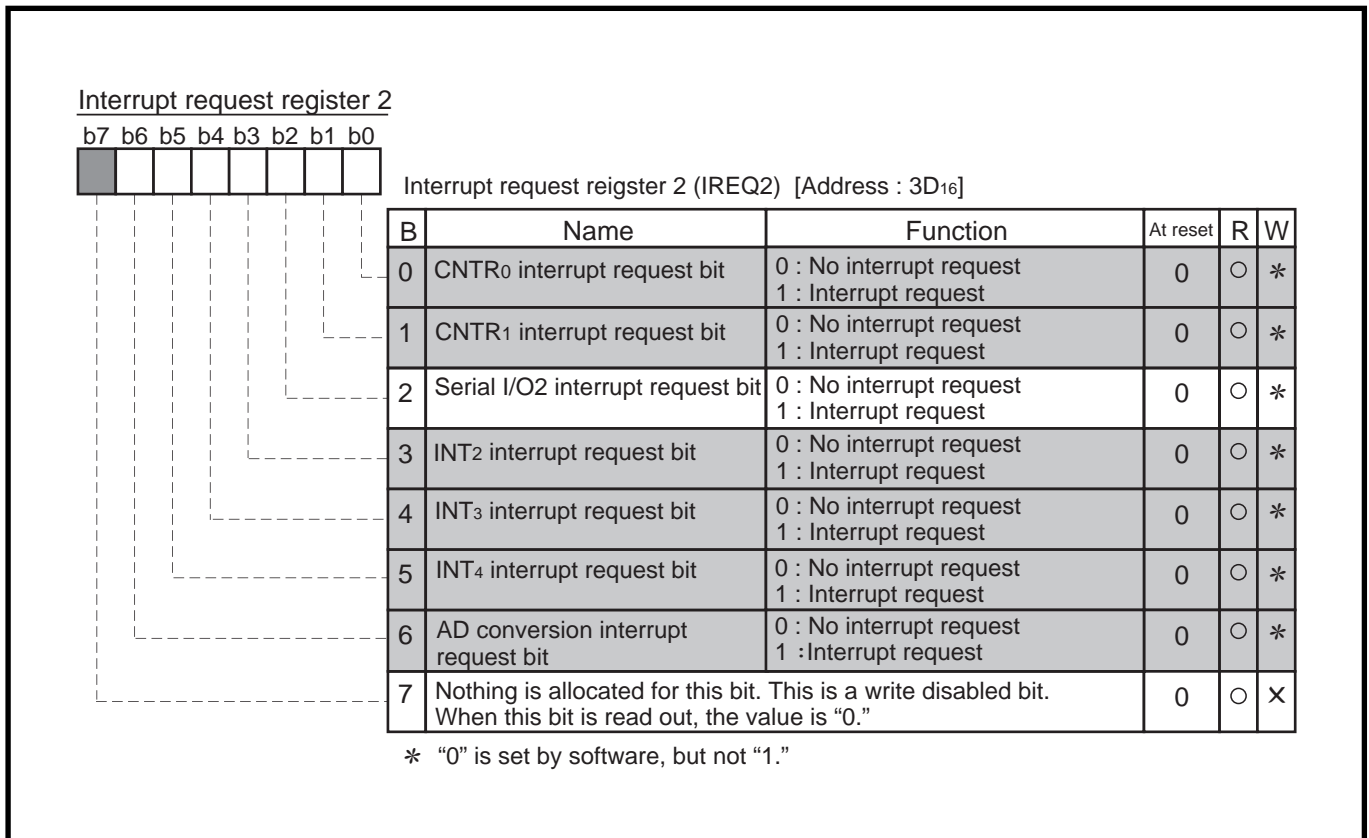 Interrupt request register 2
b7 b6 b5 b4 b3 b2 b1 b0
Interrupt request reigster 2 (IREQ2) [Address : 3D16]
B Name Function At reset R W
0 CNTR0 interrupt request bit 0 : No interrupt request 0 ○ *
1 : Interrupt request
1 CNTR1 interrupt request bit 0 : No interrupt request 0 ○ *
1 : Interrupt request
2 Serial I/O2 interrupt request bit 0 : No interrupt request 0 ○ *
1 : Interrupt request
3 INT2 interrupt request bit 0 : No interrupt request 0 ○ *
1 : Interrupt request
4 INT3 interrupt request bit 0 : No interrupt request 0 ○ *
1 : Interrupt request
5 INT4 interrupt request bit 0 : No interrupt request 0 ○ *
1 : Interrupt request
6 AD conversion interrupt 0 : No interrupt request 0 ○ *
request bit 1 :Interrupt request
7 Nothing is allocated for this bit. This is a write disabled bit. 0 ○ ×
When this bit is read out, the value is “0.”
* “0” is set by software, but not “1.”